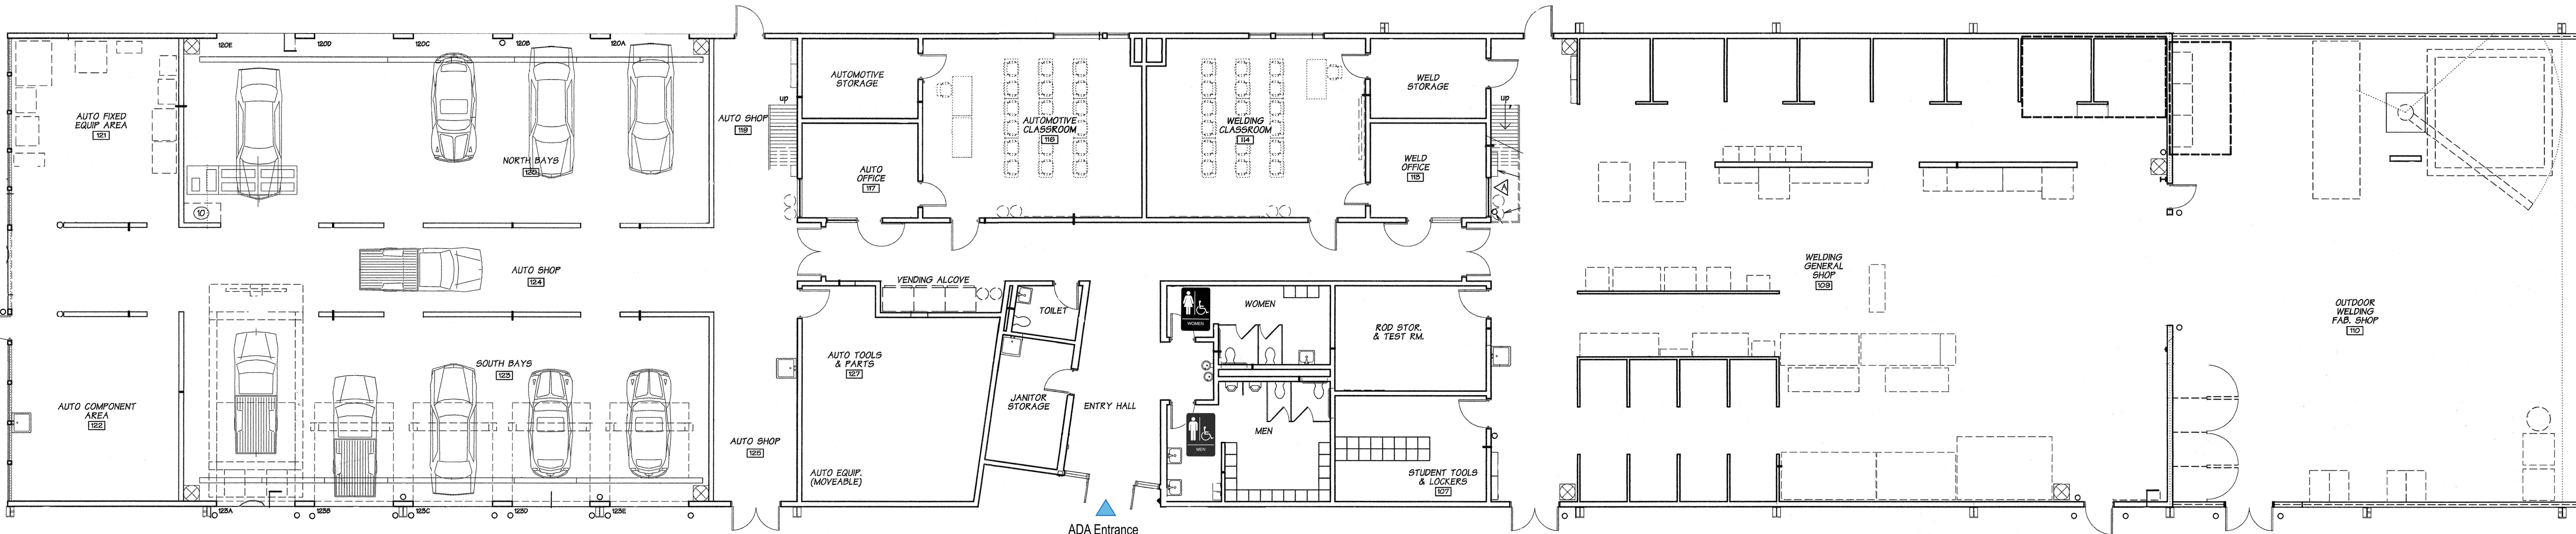 120E
120D
120C
120B
120A
AUTO FIXED
EQUIP AREA
121
NORTH BAYS
120
10
AUTO SHOP
119
up
AUTOMOTIVE
STORAGE
AUTO
OFFICE
117
AUTOMOTIVE
CLASSROOM
116
WELDING
CLASSROOM
114
WELD
STORAGE
WELD
OFFICE
113
up
A
AUTO SHOP
124
VENDING ALCOVE
TOILET
WOMEN
WOMEN
ROD STOR.
& TEST RM.
WELDING
GENERAL
SHOP
109
OUTDOOR
WELDING
FAB. SHOP
110
SOUTH BAYS
123
AUTO TOOLS
& PARTS
127
AUTO COMPONENT
AREA
122
JANITOR
STORAGE
ENTRY HALL
MEN
MEN
AUTO SHOP
125
AUTO EQUIP.
(MOVEABLE)
STUDENT TOOLS
& LOCKERS
107
123A
123B
123C
123D
123E
ADA Entrance